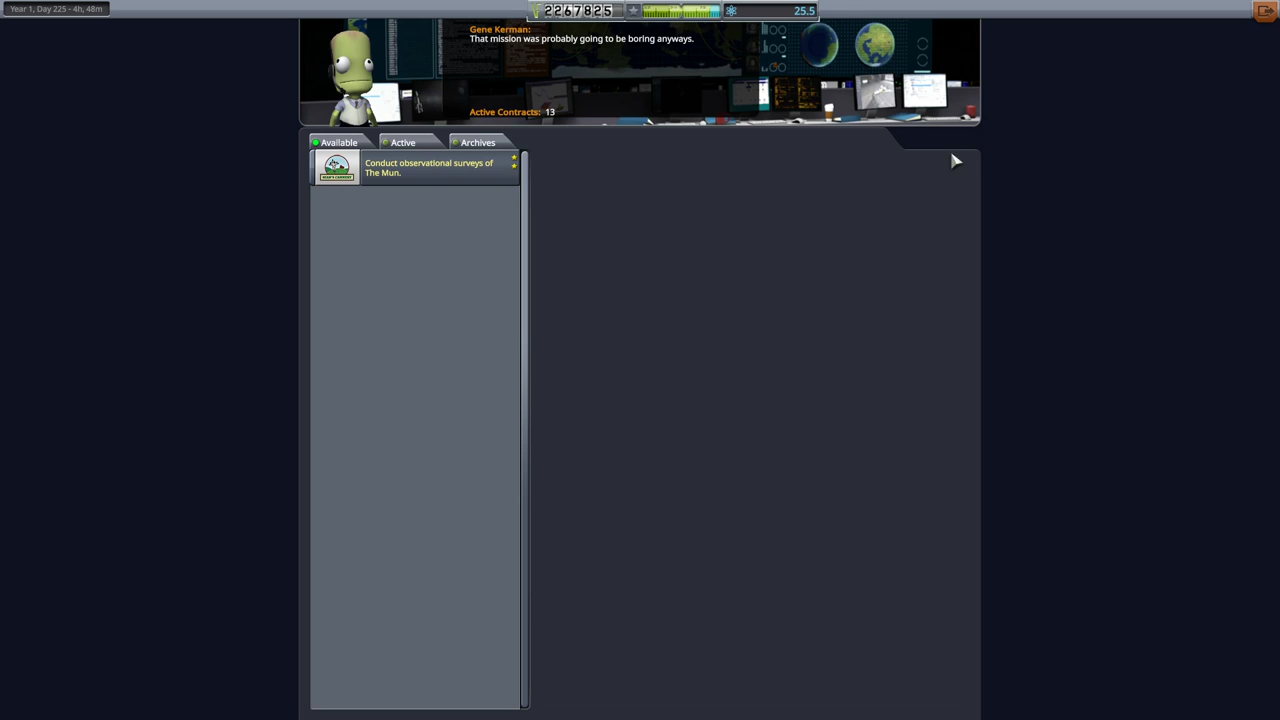 Year 1, Day 225 - 4h, 48m
2267825
25.5
Gene Kerman:
That mission was probably going to be boring anyways.
Active Contracts: 13
Available
Active
Archives
Conduct observational surveys of
The Mun.